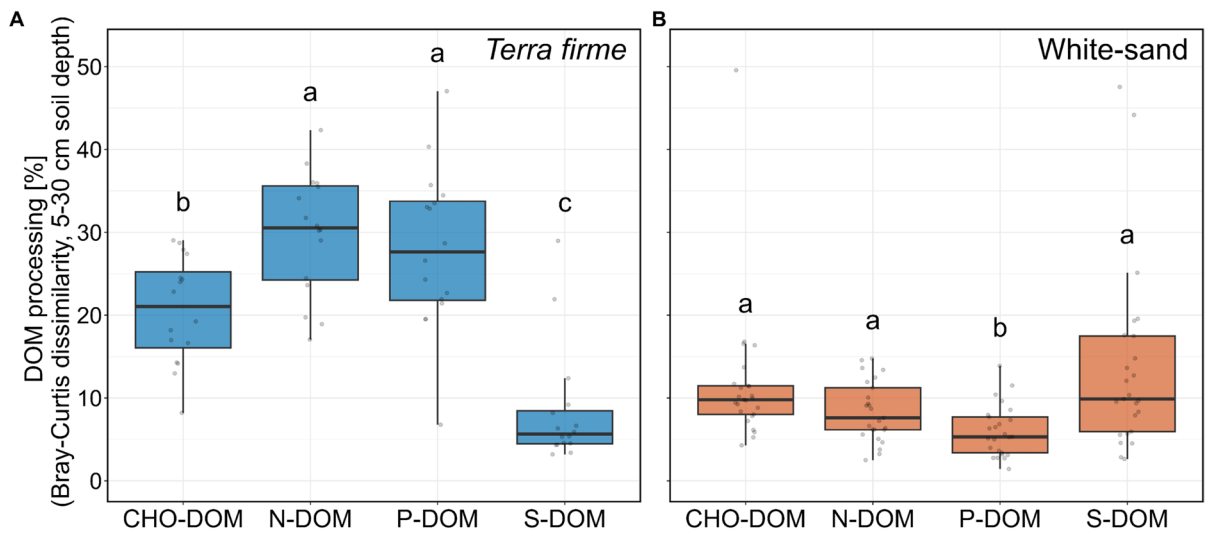 A
B
DOM processing [%]
(Bray-Curtis dissimilarity, 5-30 cm soil depth)
Terra firme
White-sand
50
40
30
20
10
0
b
a
a
c
a
a
b
a
CHO-DOM N-DOM P-DOM S-DOM
CHO-DOM N-DOM P-DOM S-DOM